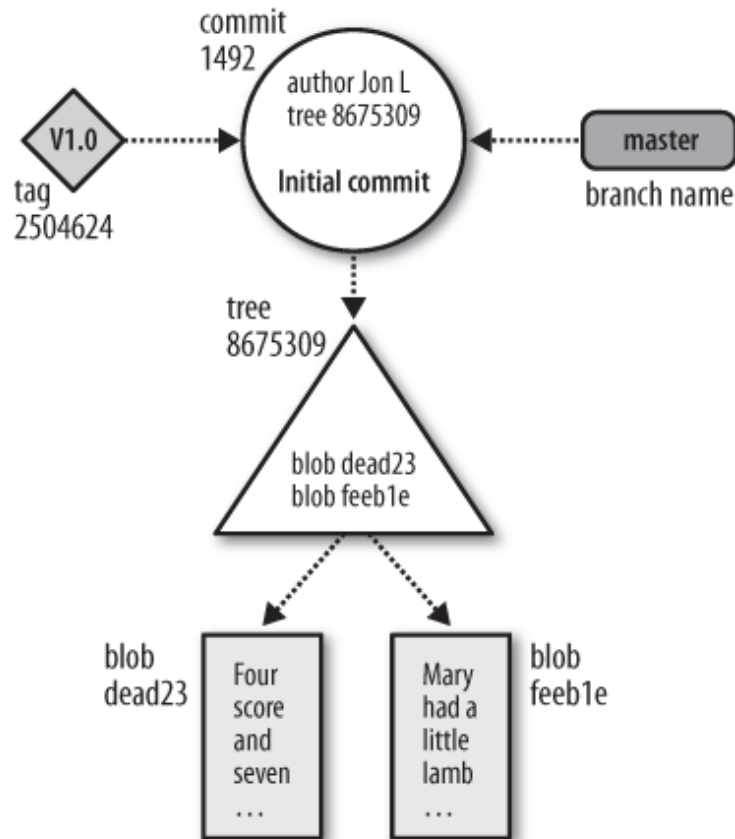 commit
1492
author Jon L
tree 8675309
Initial commit
V1.0
tag
2504624
master
branch name
tree
8675309
blob dead23
blob feeb1e
blob
dead23
Four
score
and
seven
...
Mary
had a
little
lamb
...
blob
feeb1e